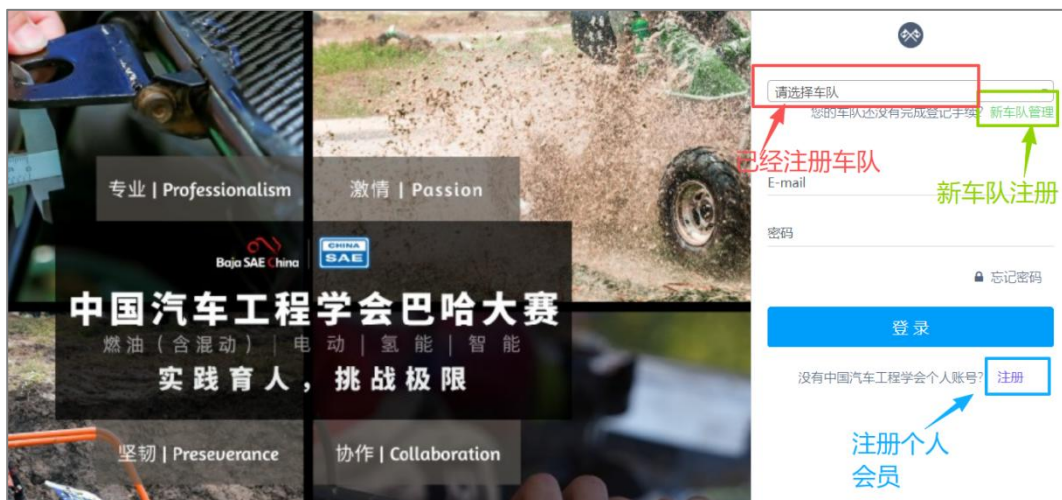 专业 | Professionalism
激情 | Passion
Baja SAE China
CHINA
SAE
中国汽车工程学会巴哈大赛
燃油（含混动）| 电动 | 氢能 | 智能
实践育人，挑战极限
坚韧 | Preseverance
协作 | Collaboration
请选择车队
您的车队还没有完成登记手续? 新车队管理
已经注册车队
新车队注册
E-mail
密码
忘记密码
登 录
没有中国汽车工程学会个人账号? 注册
注册个人
会员